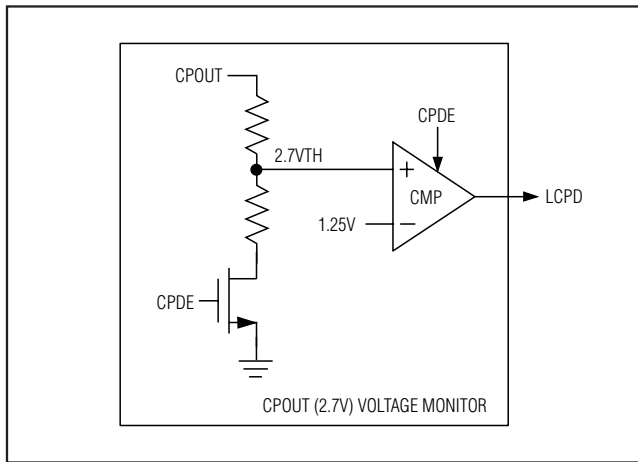 CPOUT
CPDE
2.7VTH
+
CMP
LCPD
1.25V
−
CPDE
CPOUT (2.7V) VOLTAGE MONITOR